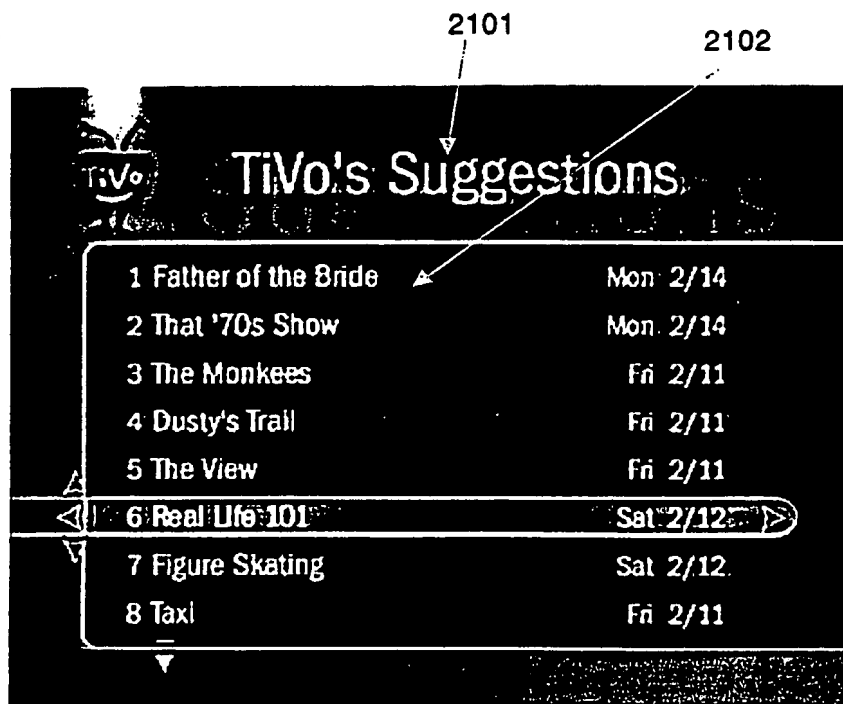 2101
2102
TiVo
TiVo's Suggestions
1 Father of the Bride Mon 2/14
2 That '70s Show Mon 2/14
3 The Monkees Fri 2/11
4 Dusty's Trail Fri 2/11
5 The View Fri 2/11
6 Real Life 101 Sat 2/12
7 Figure Skating Sat 2/12
8 Taxi Fri 2/11